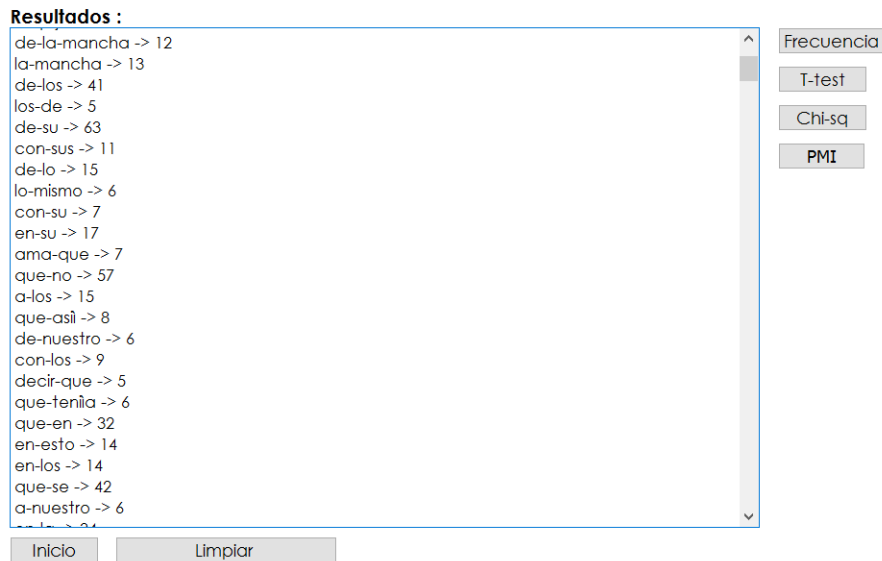 Resultados :
de-la-mancha -> 12
la-mancha -> 13
de-los -> 41
los-de -> 5
de-su -> 63
con-sus -> 11
de-lo -> 15
lo-mismo -> 6
con-su -> 7
en-su -> 17
ama-que -> 7
que-no -> 57
a-los -> 15
que-asiì -> 8
de-nuestro -> 6
con-los -> 9
decir-que -> 5
que-teniìa -> 6
que-en -> 32
en-esto -> 14
en-los -> 14
que-se -> 42
a-nuestro -> 6
Frecuencia
T-test
Chi-sq
PMI
Inicio
Limpiar